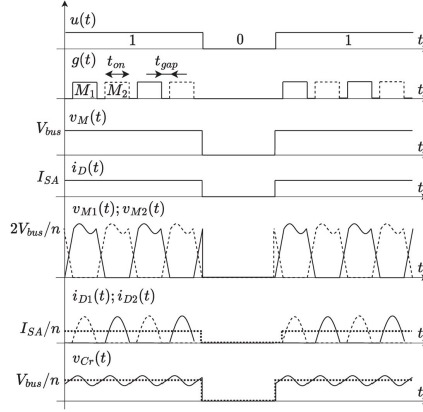 u(t)
1 0 1 t
g(t) t_on t_gap
M_1 M_2 t
v_M(t)
V_bus
t
i_D(t)
I_SA
t
v_M1(t); v_M2(t)
2V_bus/n
t
i_D1(t); i_D2(t)
I_SA/n
t
v_Cr(t)
V_bus/n
t